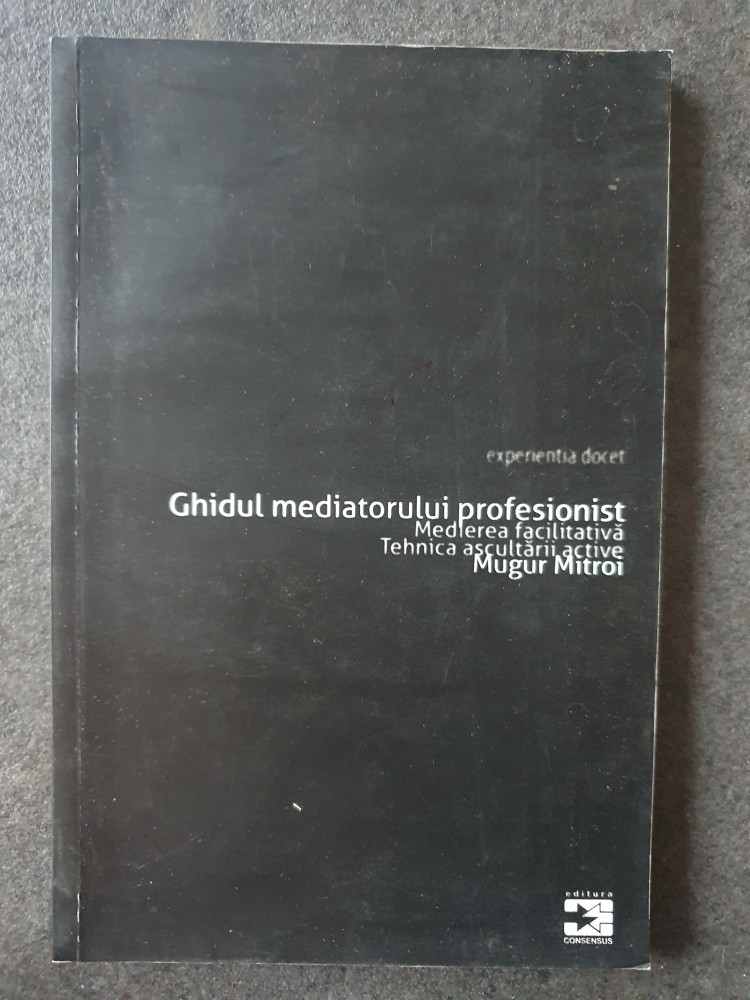 experientia docet
Ghidul mediatorului profesionist
Medierea facilitativă
Tehnica ascultării active
Mugur Mitroi
editura
CONSENSUS